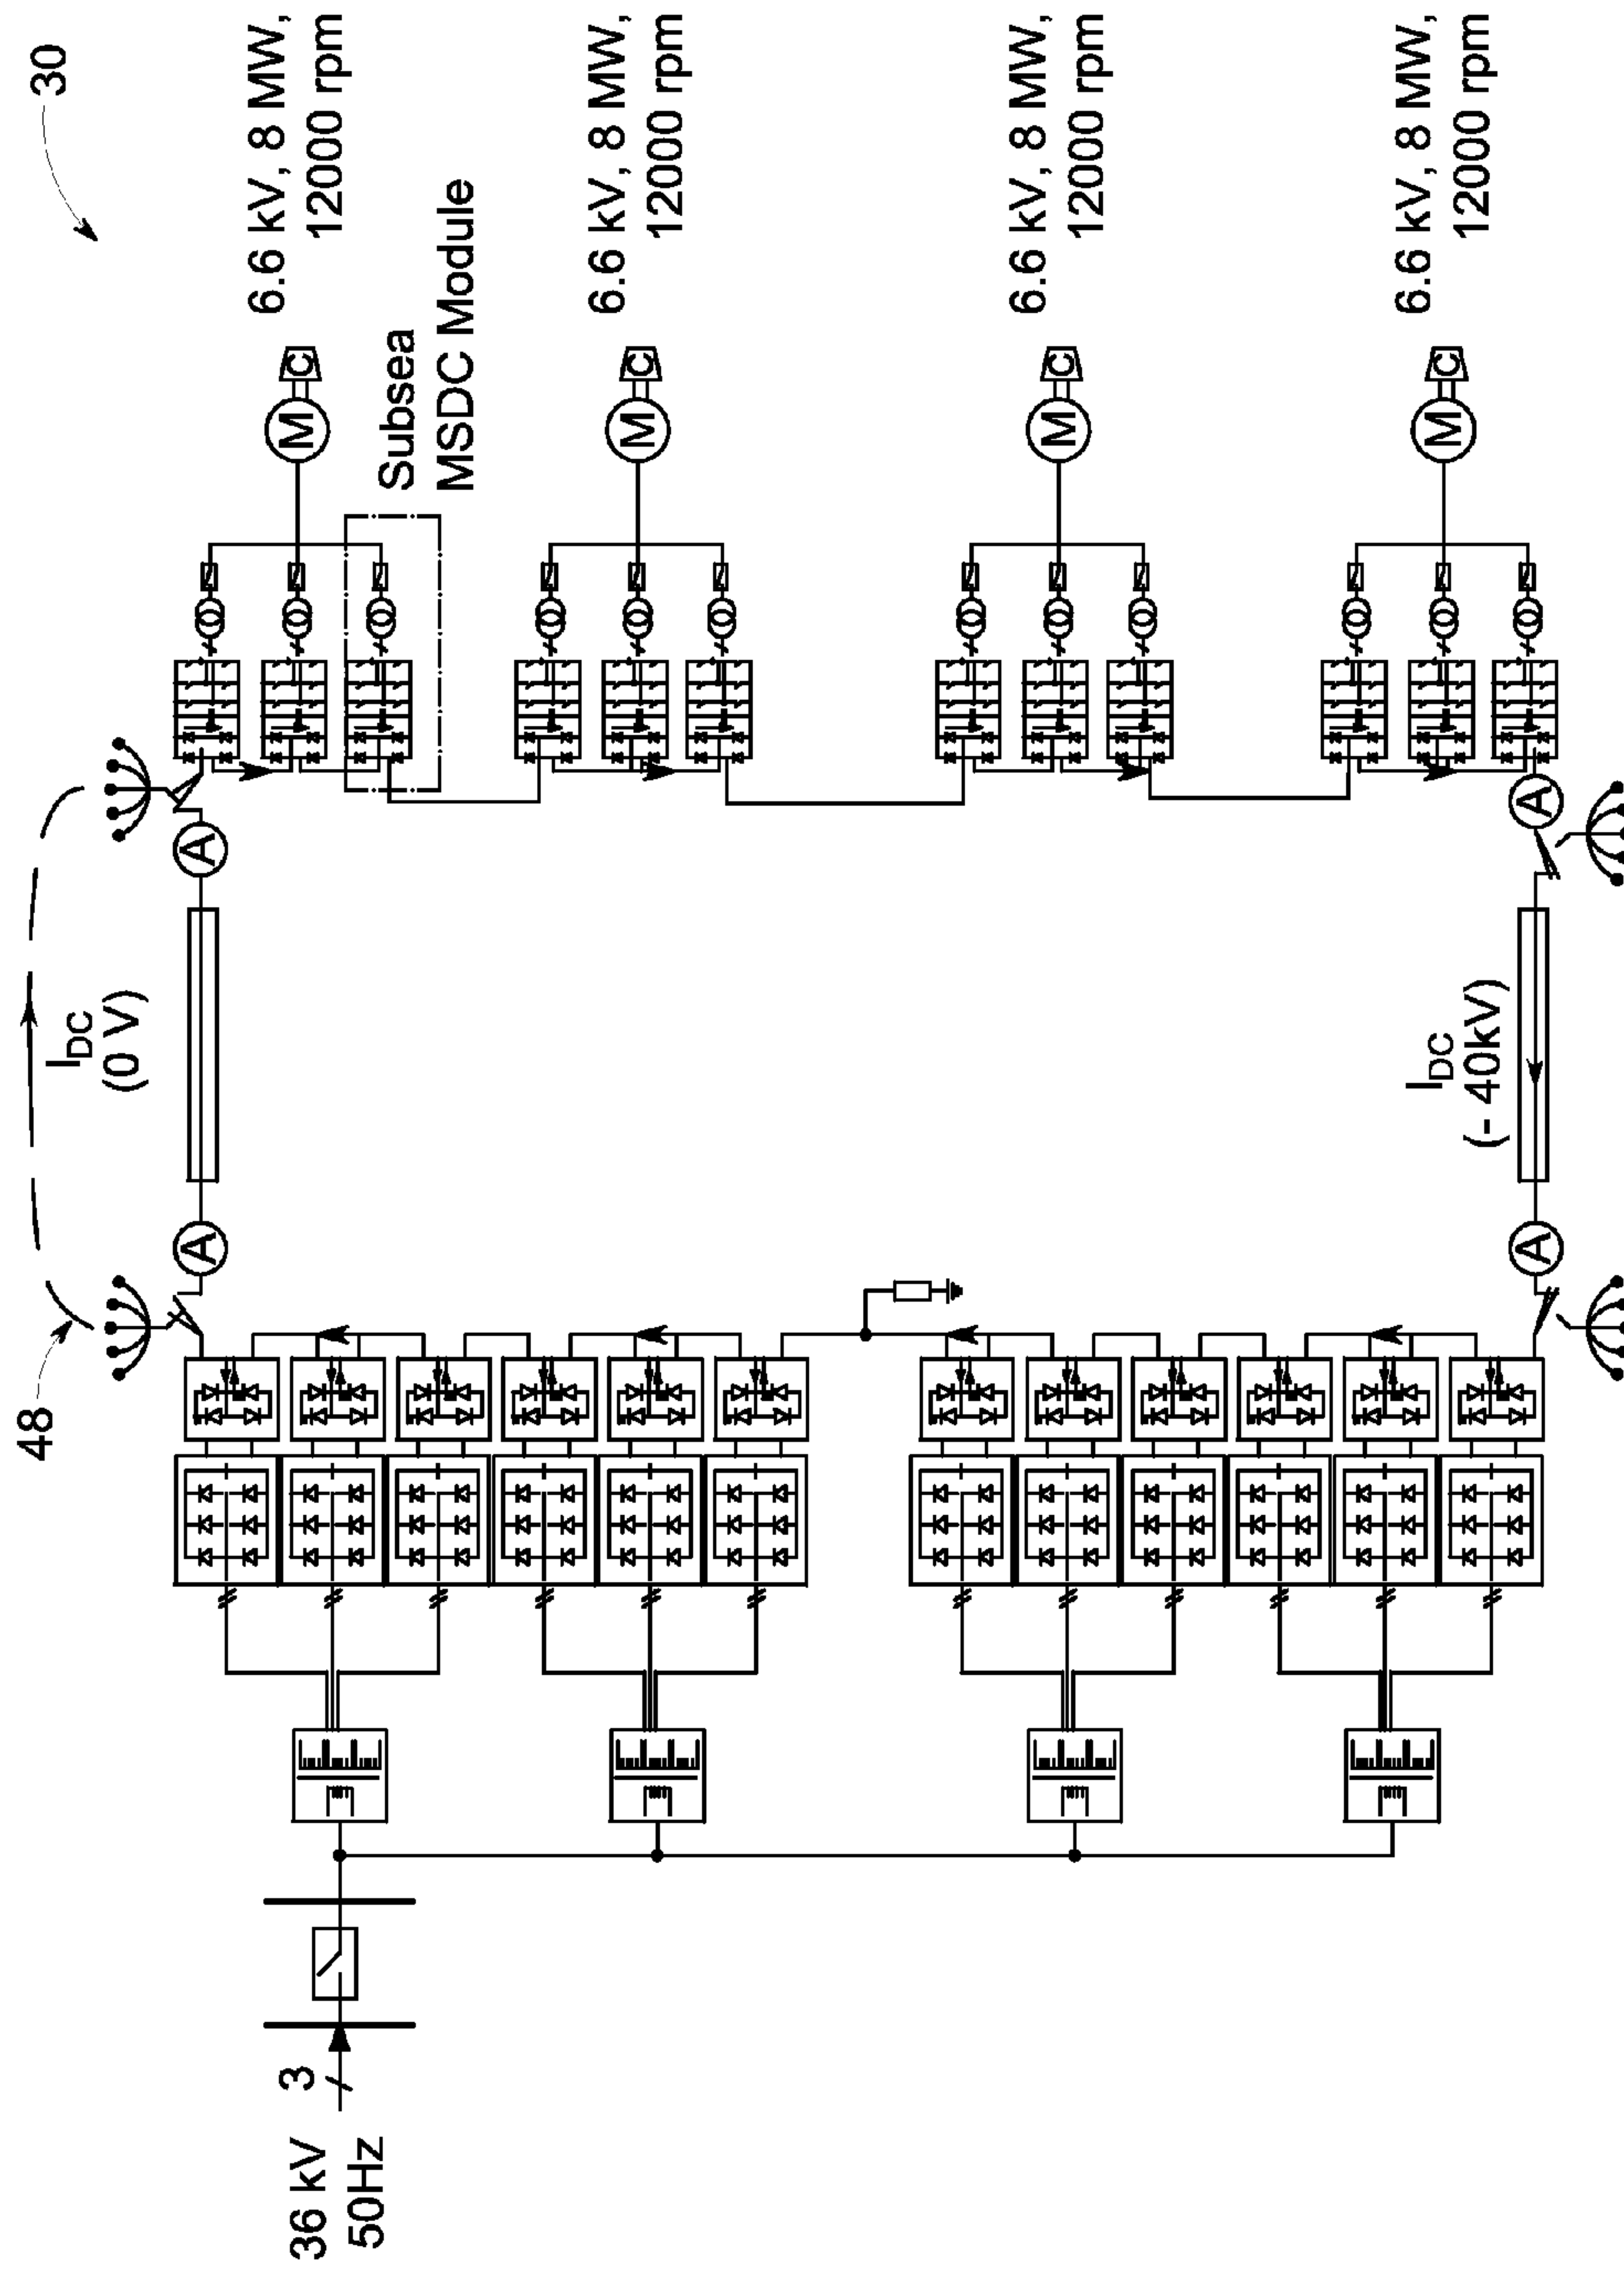 30
48
I_DC
(0 V)
6.6 kV, 8 MW,
12000 rpm
M
C
Subsea
MSDC Module
6.6 kV, 8 MW,
12000 rpm
M
C
6.6 kV, 8 MW,
12000 rpm
M
C
6.6 kV, 8 MW,
12000 rpm
M
C
A
A
A
A
I_DC
(- 40kV)
36 kV
50Hz
3